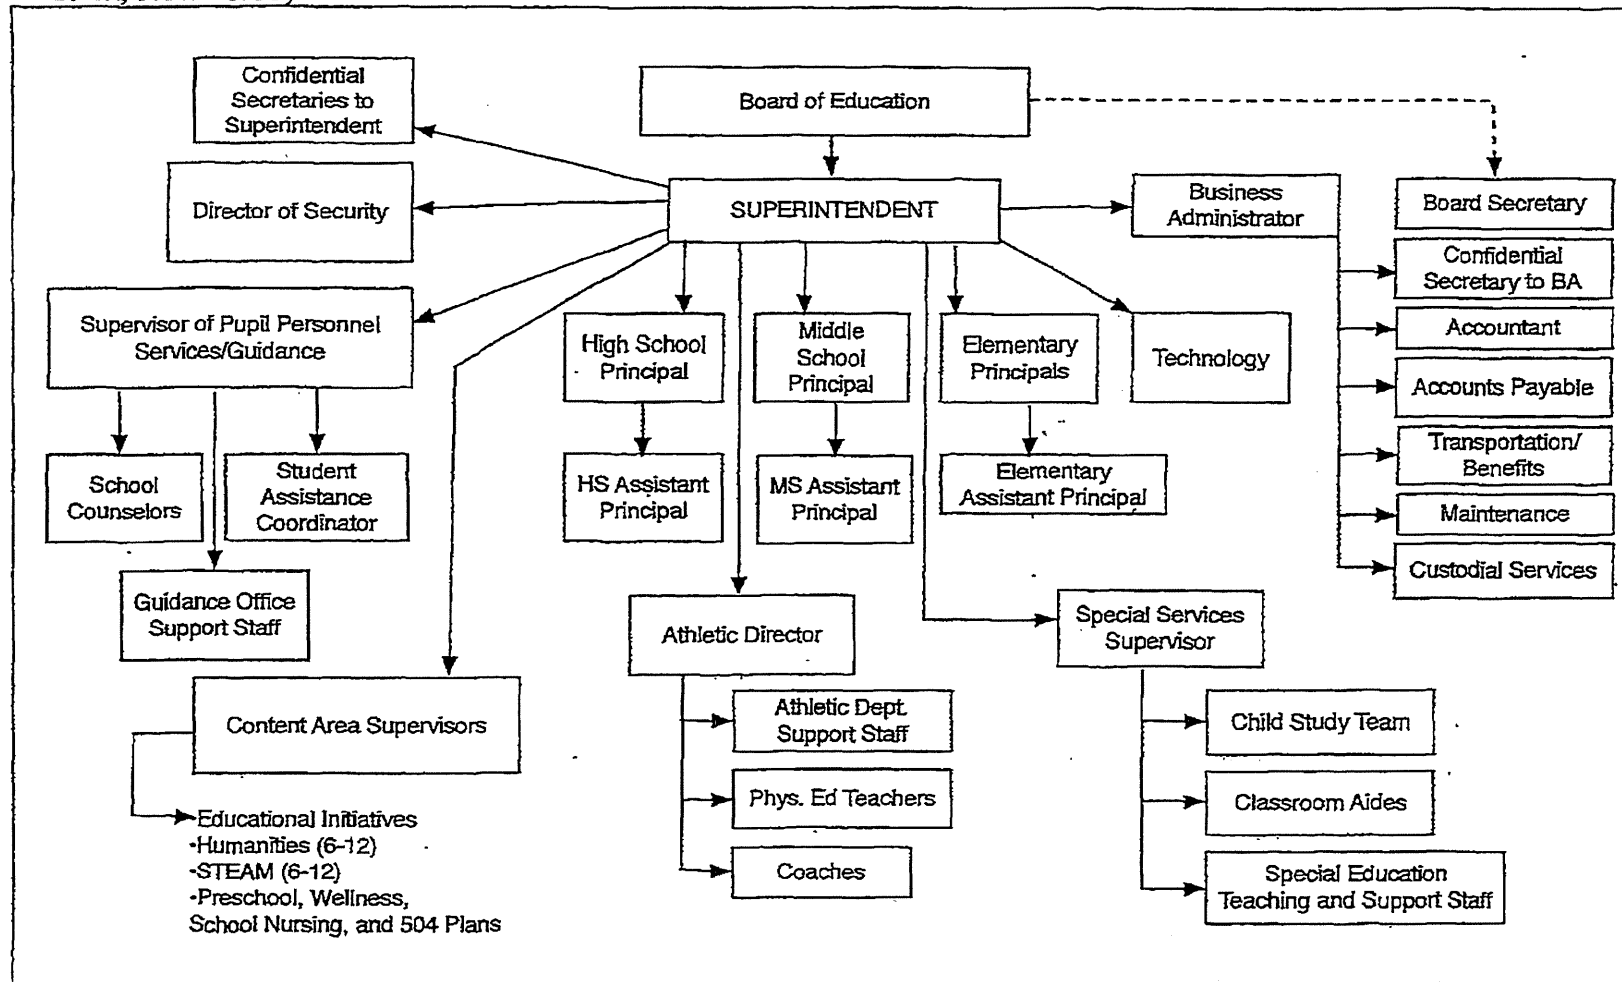 Confidential
Secretaries to
Superintendent
Board of Education
Director of Security
SUPERINTENDENT
Business
Administrator
Board Secretary
Confidential
Secretary to BA
Supervisor of Pupil Personnel
Services/Guidance
High School
Principal
Middle
School
Principal
Elementary
Principals
Technology
Accountant
Accounts Payable
Transportation/
Benefits
Maintenance
Custodial Services
School
Counselors
Student
Assistance
Coordinator
HS Assistant
Principal
MS Assistant
Principal
Elementary
Assistant Principal
Guidance Office
Support Staff
Athletic Director
Special Services
Supervisor
Content Area Supervisors
Athletic Dept.
Support Staff
Phys. Ed Teachers
Coaches
Child Study Team
Classroom Aides
Special Education
Teaching and Support Staff
Educational Initiatives
•Humanities (6-12)
•STEAM (6-12)
•Preschool, Wellness,
School Nursing, and 504 Plans